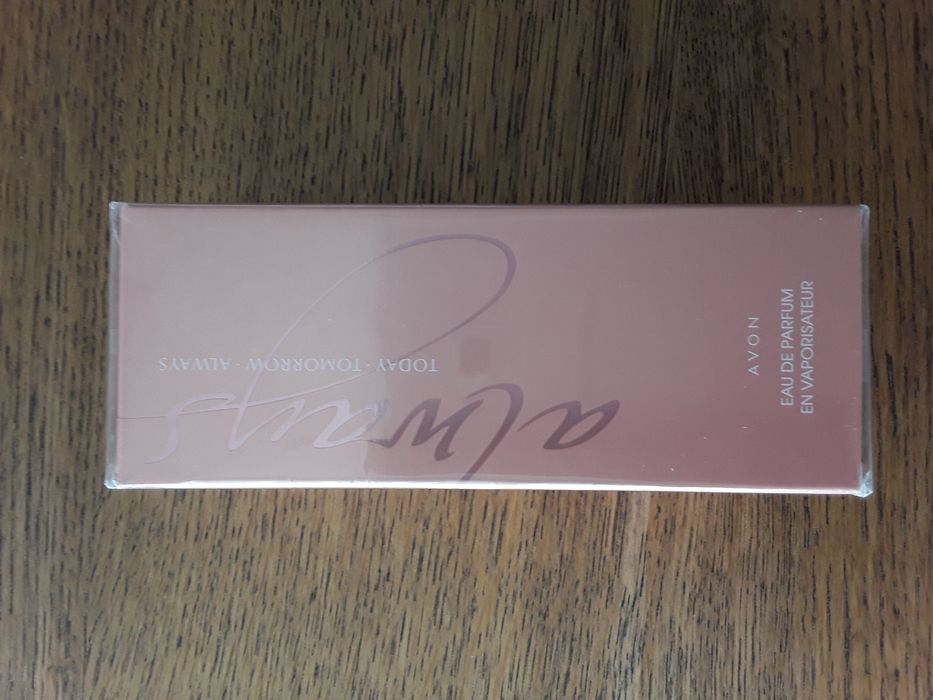 TODAY · TOMORROW · ALWAYS
always
AVON
EAU DE PARFUM
EN VAPORISATEUR